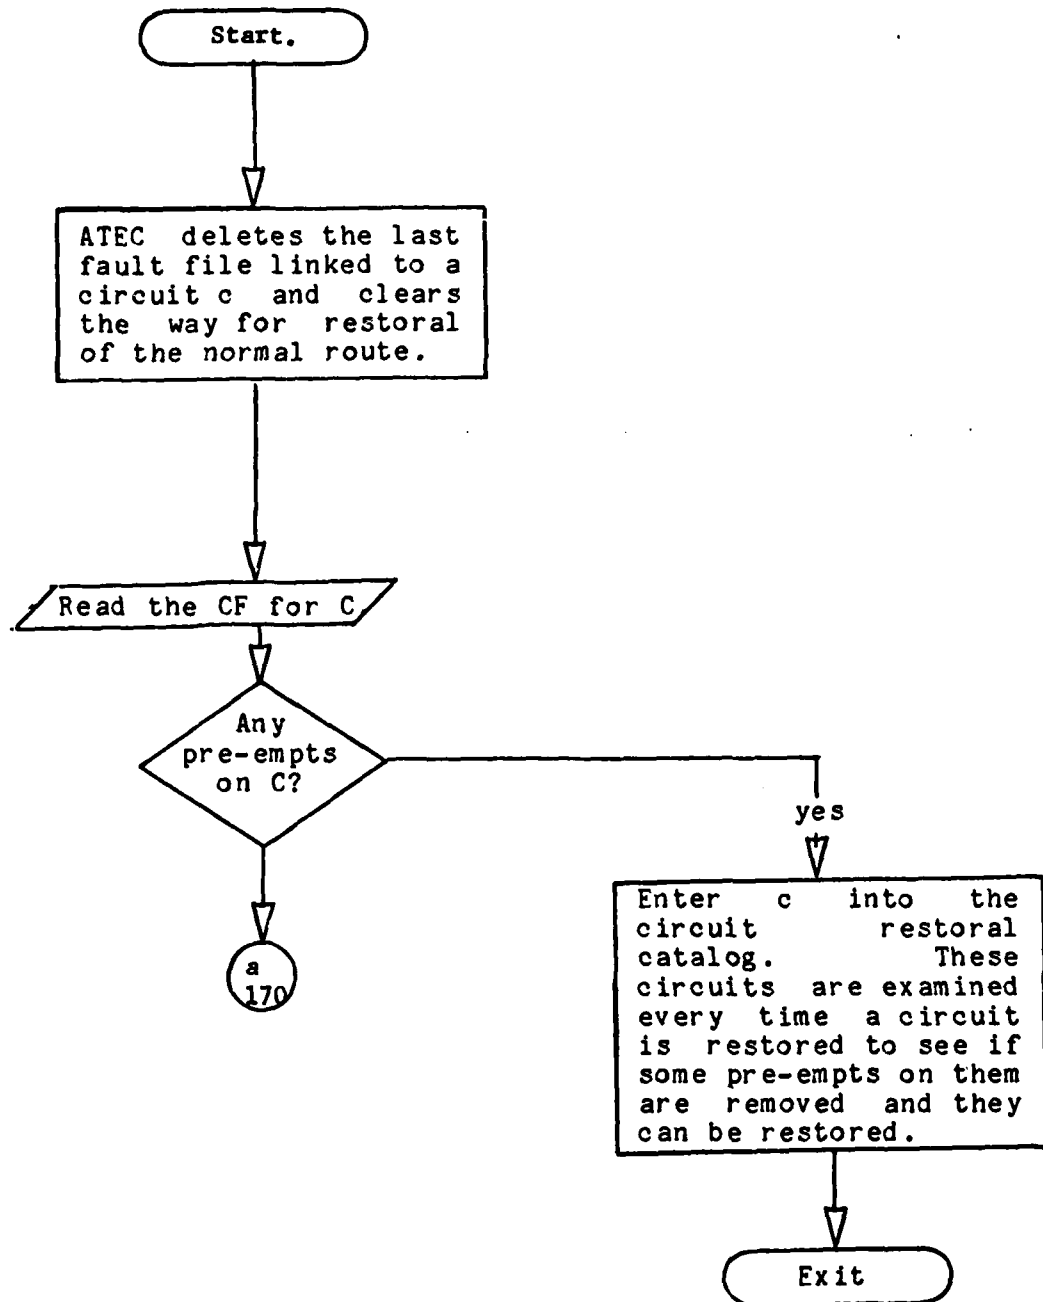 Start.
ATEC deletes the last
fault file linked to a
circuit c and clears
the way for restoral
of the normal route.
Read the CF for C
Any
pre-empts
on C?
yes
a
170
Enter c into the
circuit restoral
catalog. These
circuits are examined
every time a circuit
is restored to see if
some pre-empts on them
are removed and they
can be restored.
Exit